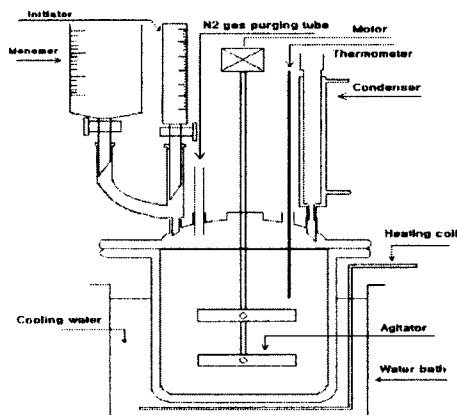 Initiator
N2 gas purging tube
Motor
Monomer
Thermometer
Condenser
Heating coil
Cooling water
Agitator
Water bath